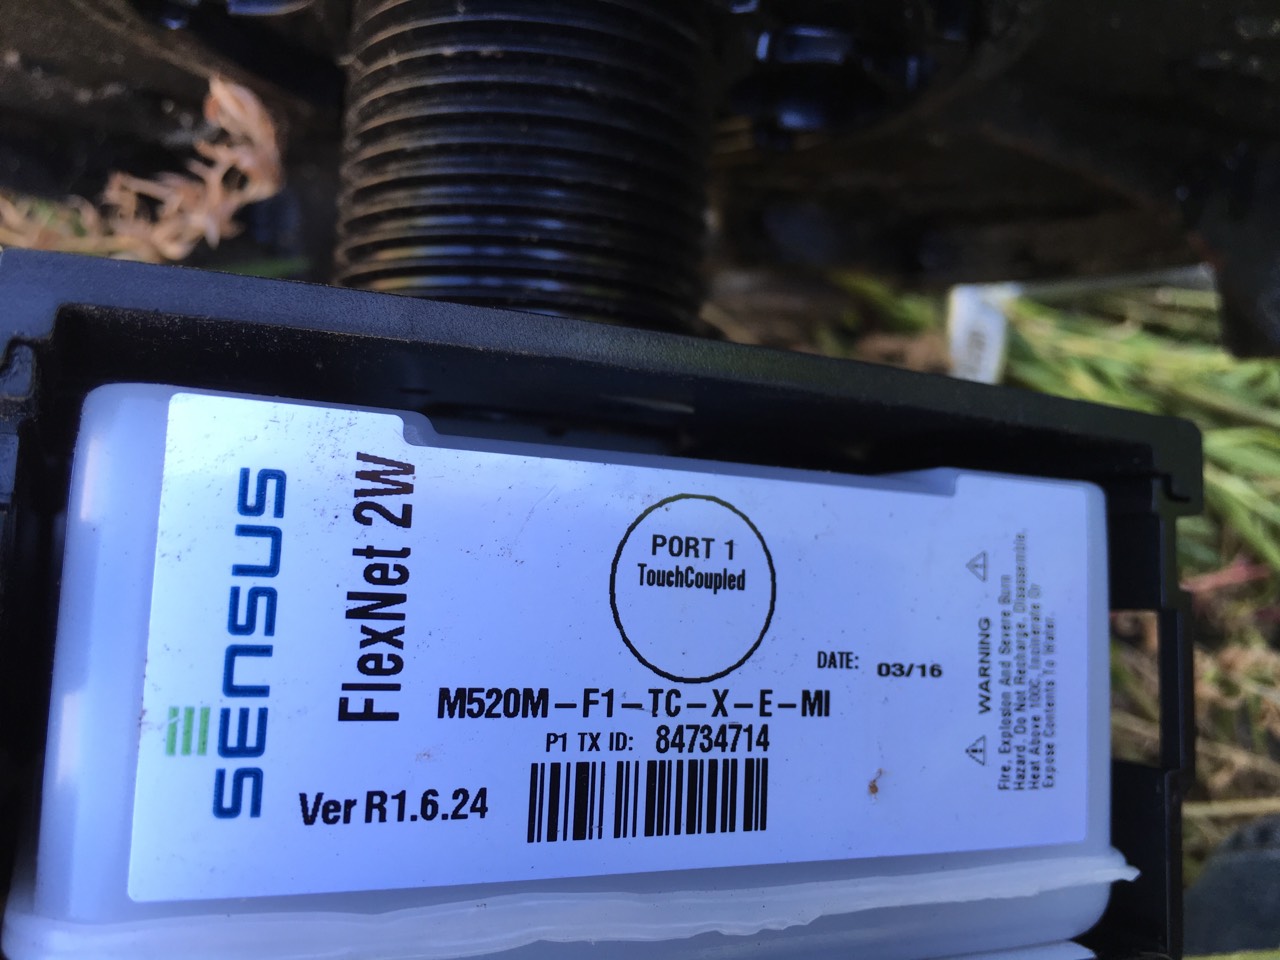 SENSUS
FlexNet 2W
PORT 1
TouchCoupled
DATE: 03/16
M520M-F1-TC-X-E-MI
P1 TX ID: 84734714
Ver R1.6.24
WARNING
Fire, Explosion And Severe Burn
Hazard. Do Not Recharge, Disassemble,
Heat Above 100C, Incinerate Or
Expose Contents To Water.